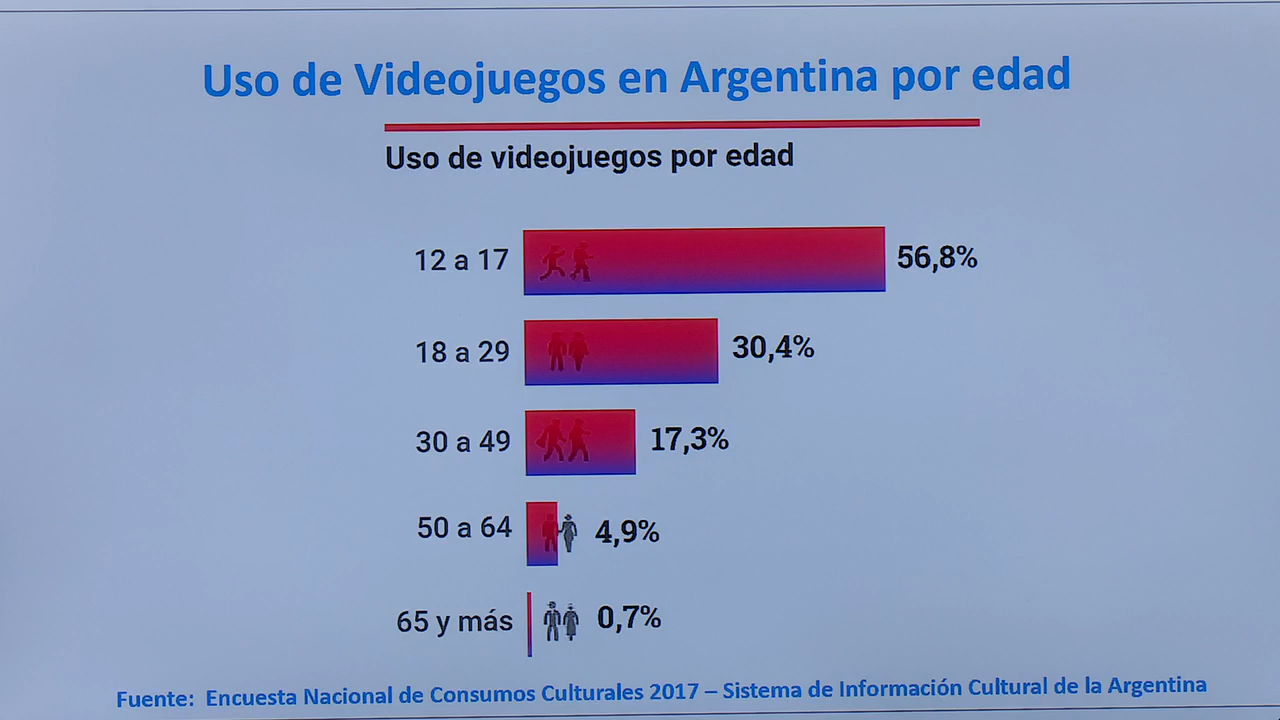 Uso de Videojuegos en Argentina por edad
Uso de videojuegos por edad
12 a 17 56,8%
18 a 29 30,4%
30 a 49 17,3%
50 a 64 4,9%
65 y más 0,7%
Fuente: Encuesta Nacional de Consumos Culturales 2017 – Sistema de Información Cultural de la Argentina